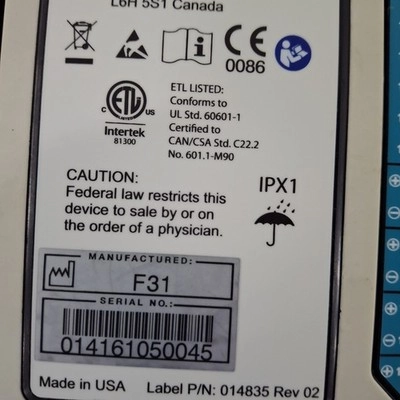 L6H 5S1 Canada
CE
0086
ETL LISTED:
Conforms to
UL Std. 60601-1
Certified to
CAN/CSA Std. C22.2
No. 601.1-M90
C ETL US
Intertek
81300
CAUTION:
Federal law restricts this
device to sale by or on
the order of a physician.
IPX1
MANUFACTURED:
F31
SERIAL NO.:
014161050045
Made in USA Label P/N: 014835 Rev 02